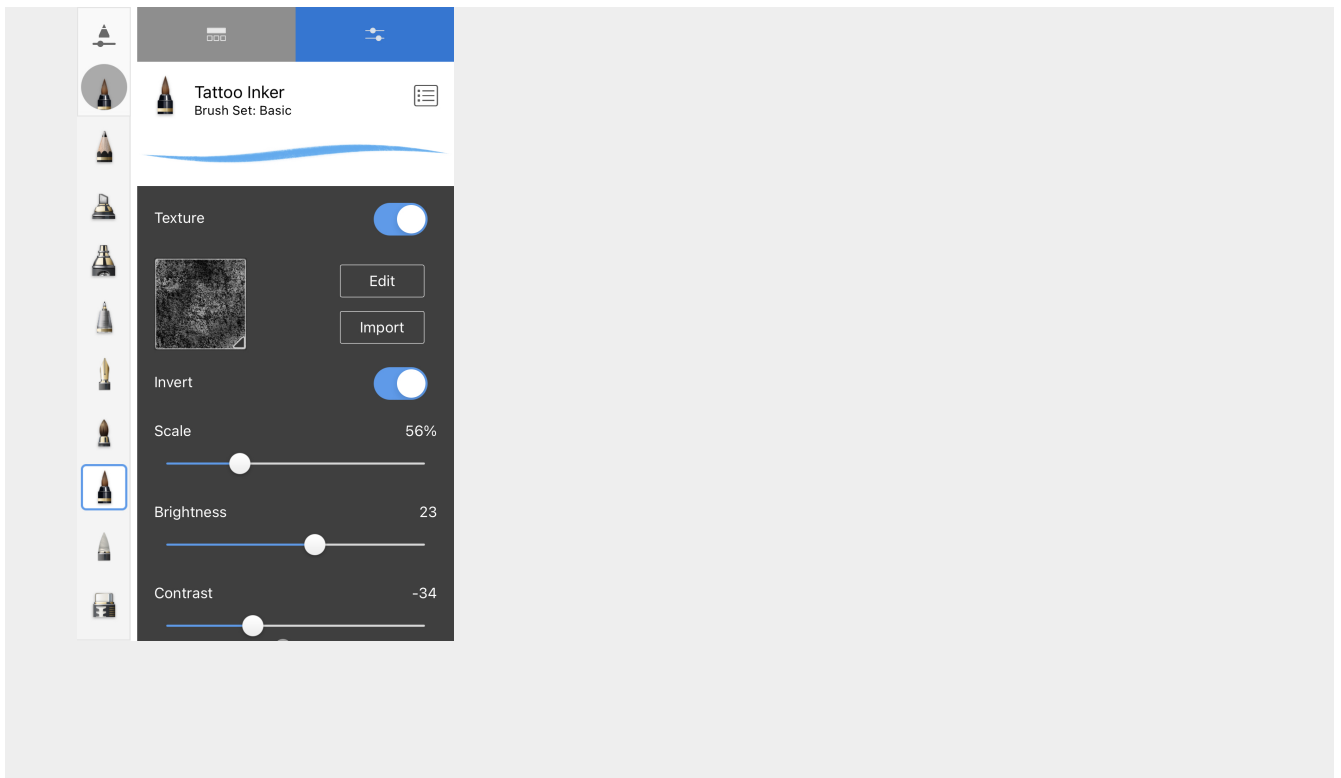 Tattoo Inker
Brush Set: Basic
Texture
Edit
Import
Invert
Scale 56%
Brightness 23
Contrast -34